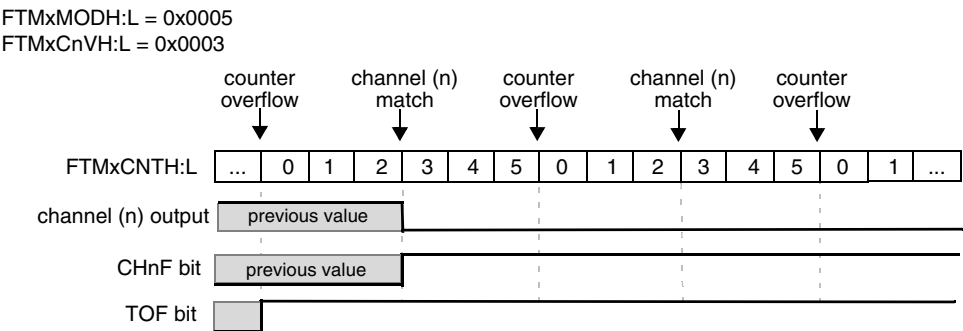 FTMxMODH:L = 0x0005
FTMxCnVH:L = 0x0003
counter overflow channel (n) match counter overflow channel (n) match counter overflow
FTMxCNTH:L ... 0 1 2 3 4 5 0 1 2 3 4 5 0 1 ...
channel (n) output previous value
CHnF bit previous value
TOF bit